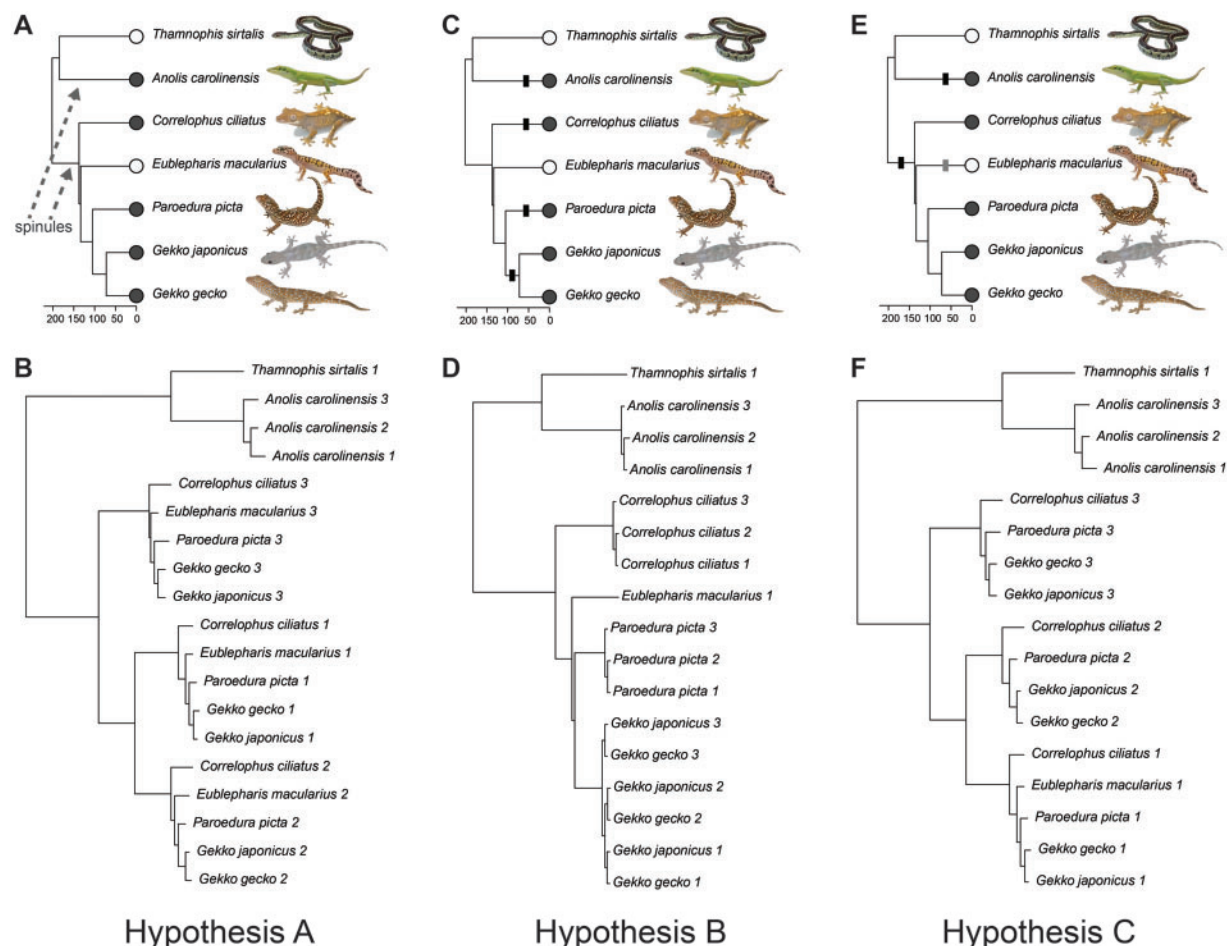 A
Thamnophis sirtalis
Anolis carolinensis
Correlophus ciliatus
Eublepharis macularius
spinules
Paroedura picta
Gekko japonicus
Gekko gecko
200 150 100 50 0
C
Thamnophis sirtalis
Anolis carolinensis
Correlophus ciliatus
Eublepharis macularius
Paroedura picta
Gekko japonicus
Gekko gecko
200 150 100 50 0
E
Thamnophis sirtalis
Anolis carolinensis
Correlophus ciliatus
Eublepharis macularius
Paroedura picta
Gekko japonicus
Gekko gecko
200 150 100 50 0
B
Thamnophis sirtalis 1
Anolis carolinensis 3
Anolis carolinensis 2
Anolis carolinensis 1
Correlophus ciliatus 3
Eublepharis macularius 3
Paroedura picta 3
Gekko gecko 3
Gekko japonicus 3
Correlophus ciliatus 1
Eublepharis macularius 1
Paroedura picta 1
Gekko gecko 1
Gekko japonicus 1
Correlophus ciliatus 2
Eublepharis macularius 2
Paroedura picta 2
Gekko japonicus 2
Gekko gecko 2
Hypothesis A
D
Thamnophis sirtalis 1
Anolis carolinensis 3
Anolis carolinensis 2
Anolis carolinensis 1
Correlophus ciliatus 3
Correlophus ciliatus 2
Correlophus ciliatus 1
Eublepharis macularius 1
Paroedura picta 3
Paroedura picta 2
Paroedura picta 1
Gekko japonicus 3
Gekko gecko 3
Gekko japonicus 2
Gekko gecko 2
Gekko japonicus 1
Gekko gecko 1
Hypothesis B
F
Thamnophis sirtalis 1
Anolis carolinensis 3
Anolis carolinensis 2
Anolis carolinensis 1
Correlophus ciliatus 3
Paroedura picta 3
Gekko gecko 3
Gekko japonicus 3
Correlophus ciliatus 2
Paroedura picta 2
Gekko japonicus 2
Gekko gecko 2
Correlophus ciliatus 1
Eublepharis macularius 1
Paroedura picta 1
Gekko gecko 1
Gekko japonicus 1
Hypothesis C